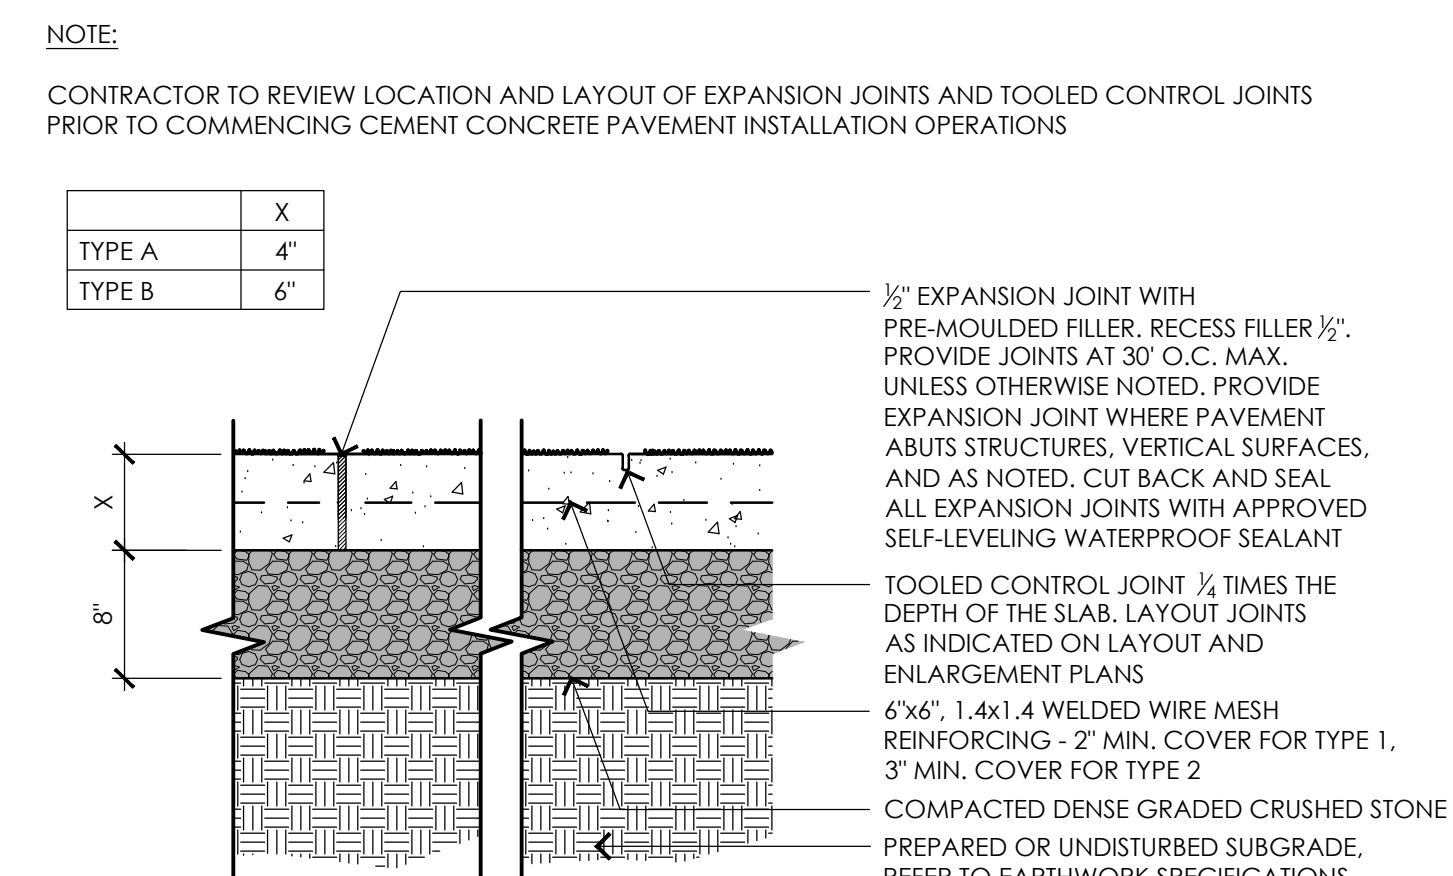 NOTE:
CONTRACTOR TO REVIEW LOCATION AND LAYOUT OF EXPANSION JOINTS AND TOOLED CONTROL JOINTS
PRIOR TO COMMENCING CEMENT CONCRETE PAVEMENT INSTALLATION OPERATIONS
X
TYPE A 4"
TYPE B 6"
½" EXPANSION JOINT WITH
PRE-MOULDED FILLER. RECESS FILLER ½".
PROVIDE JOINTS AT 30' O.C. MAX.
UNLESS OTHERWISE NOTED. PROVIDE
EXPANSION JOINT WHERE PAVEMENT
ABUTS STRUCTURES, VERTICAL SURFACES,
AND AS NOTED. CUT BACK AND SEAL
ALL EXPANSION JOINTS WITH APPROVED
SELF-LEVELING WATERPROOF SEALANT
X
8"
TOOLED CONTROL JOINT ¼ TIMES THE
DEPTH OF THE SLAB. LAYOUT JOINTS
AS INDICATED ON LAYOUT AND
ENLARGEMENT PLANS
6"x6", 1.4x1.4 WELDED WIRE MESH
REINFORCING - 2" MIN. COVER FOR TYPE 1,
3" MIN. COVER FOR TYPE 2
COMPACTED DENSE GRADED CRUSHED STONE
PREPARED OR UNDISTURBED SUBGRADE,
REFER TO EARTHWORK SPECIFICATIONS